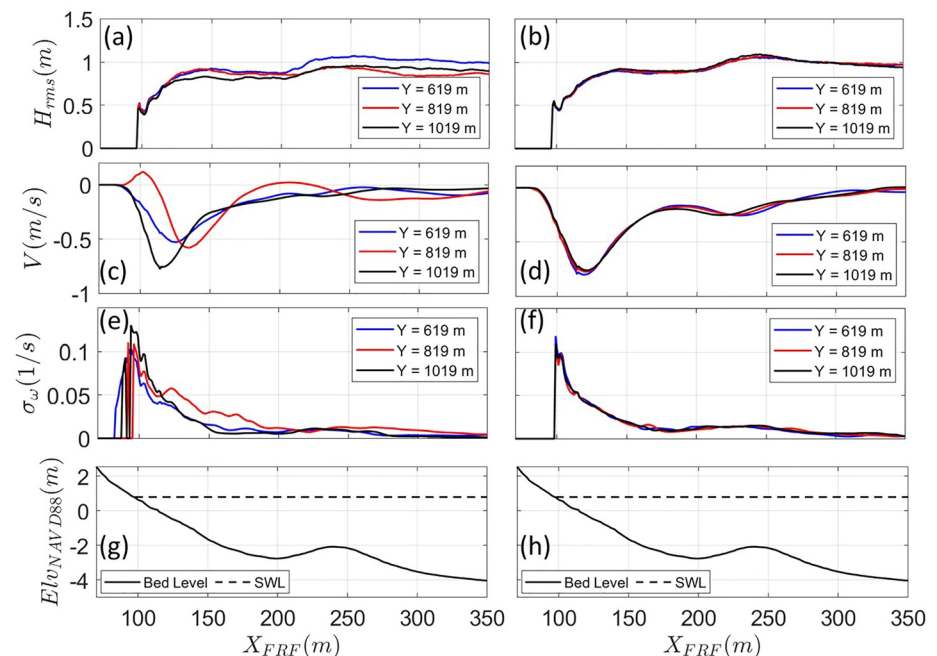 (a)
H_rms(m)
1.5
1
0.5
0
Y = 619 m
Y = 819 m
Y = 1019 m
(b)
Y = 619 m
Y = 819 m
Y = 1019 m
(c)
V(m/s)
0
-0.5
-1
Y = 619 m
Y = 819 m
Y = 1019 m
(d)
Y = 619 m
Y = 819 m
Y = 1019 m
(e)
σ_ω(1/s)
0.1
0.05
0
Y = 619 m
Y = 819 m
Y = 1019 m
(f)
Y = 619 m
Y = 819 m
Y = 1019 m
(g)
Elv_NAVD88(m)
2
0
-2
-4
Bed Level SWL
100 150 200 250 300 350
X_FRF(m)
(h)
Bed Level SWL
100 150 200 250 300 350
X_FRF(m)